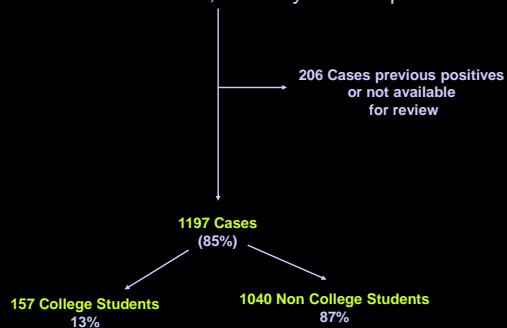 206 Cases previous positives
or not available
for review
1197 Cases
(85%)
157 College Students
13%
1040 Non College Students
87%